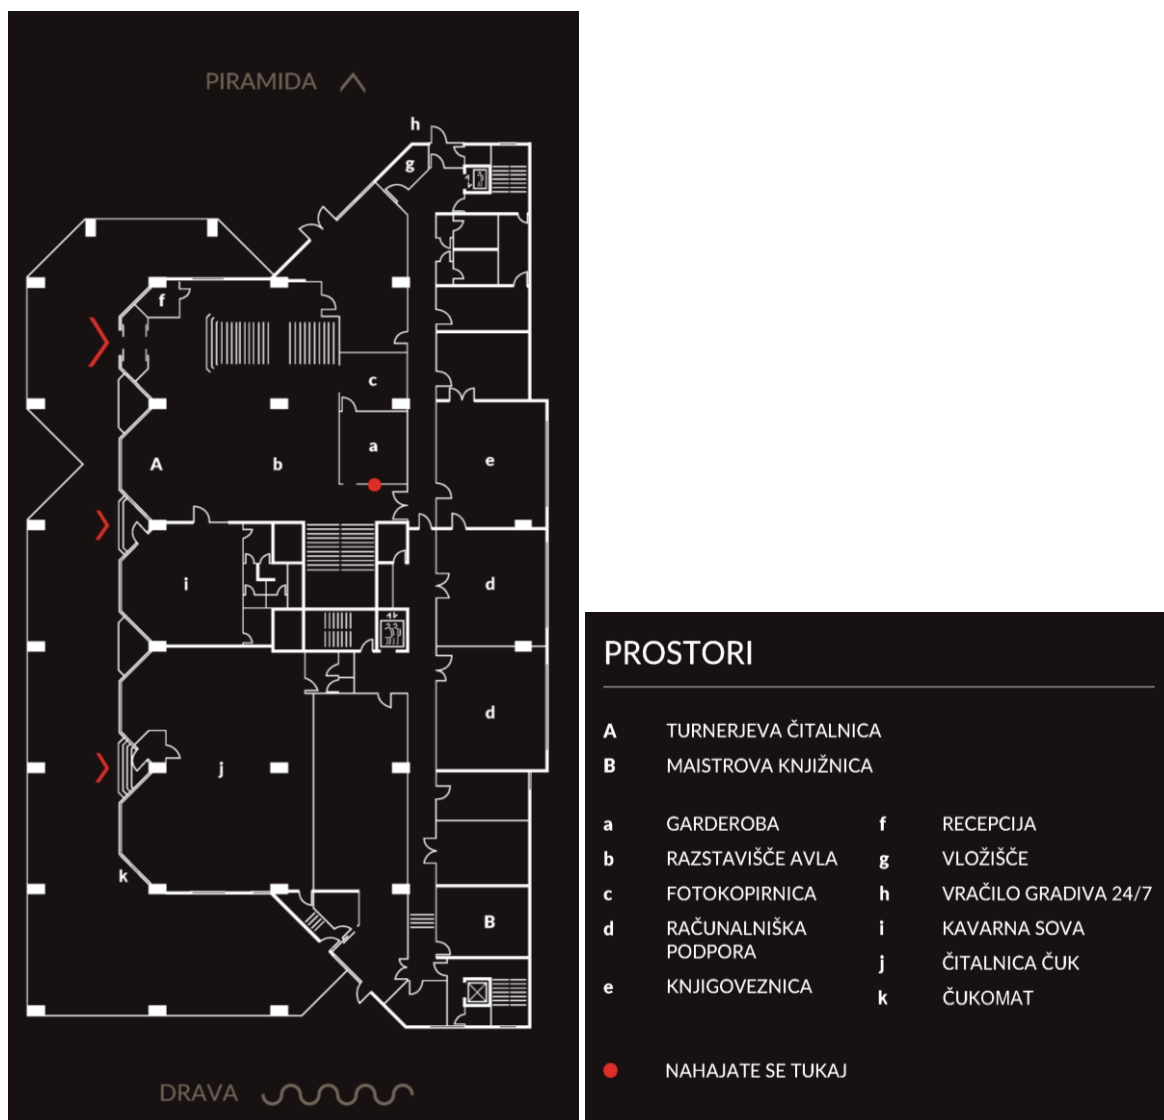 PIRAMIDA
h
g
f
c
a
A
b
e
i
d
d
j
k
B
DRAVA
PROSTORI
A TURNERJEVA ČITALNICA
B MAISTROVA KNJIŽNICA
a GARDEROBA
b RAZSTAVIŠČE AVLA
c FOTOKOPIRNICA
d RAČUNALNIŠKA
PODPORA
e KNJIGOVEZNICA
f RECEPCIJA
g VLOŽIŠČE
h VRAČILO GRADIVA 24/7
i KAVARNA SOVA
j ČITALNICA ČUK
k ČUKOMAT
NAHAJATE SE TUKAJ